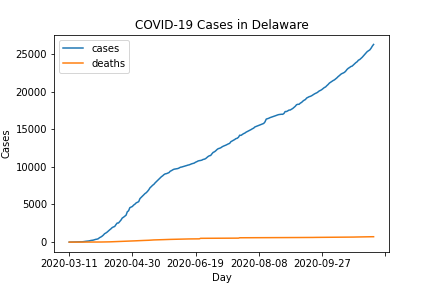 COVID-19 Cases in Delaware
cases
deaths
25000
20000
15000
10000
5000
0
Cases
2020-03-11 2020-04-30 2020-06-19 2020-08-08 2020-09-27
Day